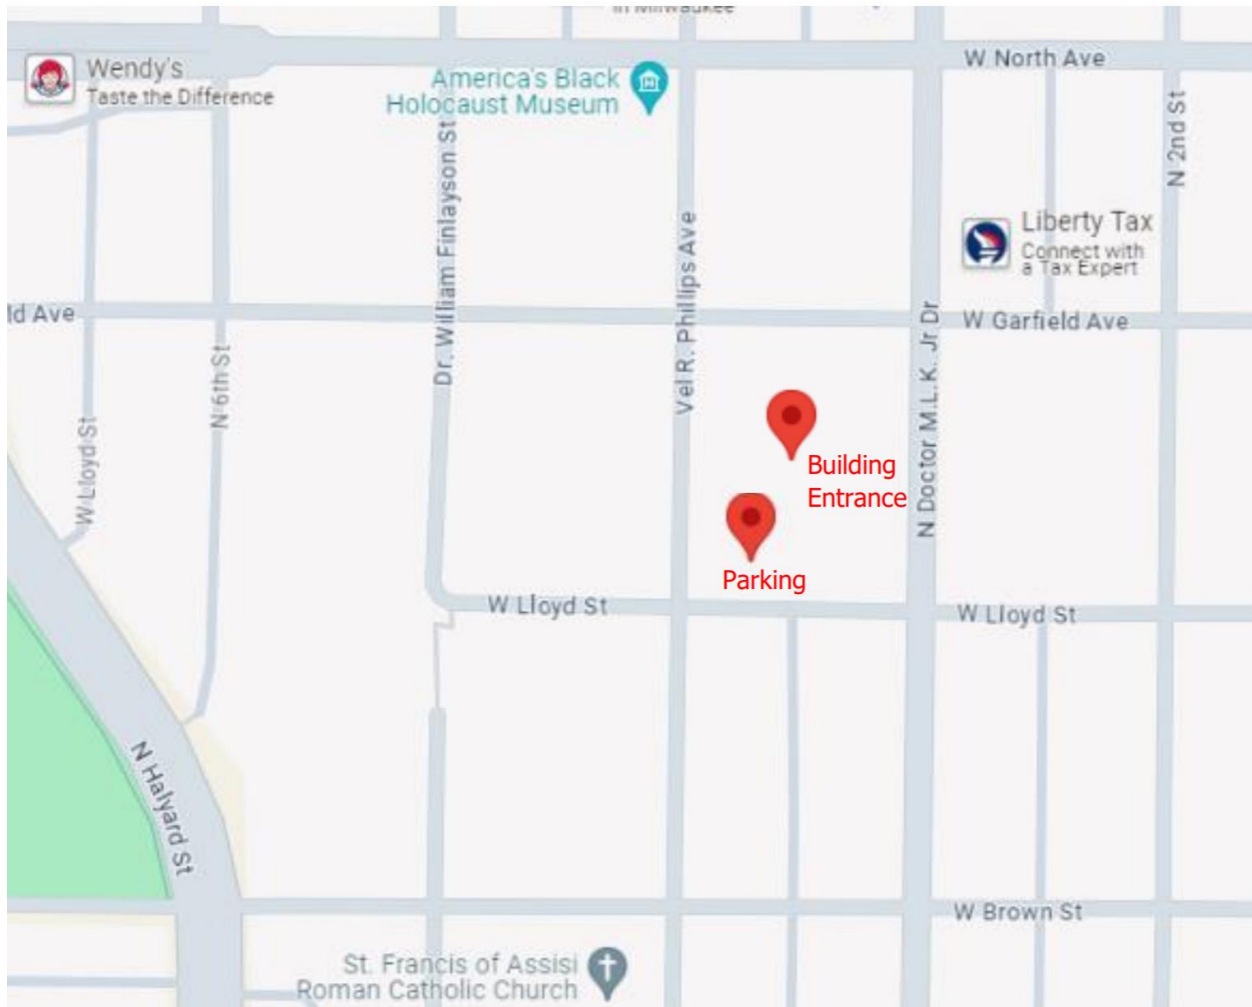 in Milwaukee
W North Ave
Wendy's
Taste the Difference
America's Black
Holocaust Museum
N 2nd St
Dr. William Finlayson St
Vel R. Phillips Ave
Liberty Tax
Connect with
a Tax Expert
ld Ave
W Garfield Ave
N Doctor M.L.K. Jr Dr
N 6th St
W Lloyd St
Building
Entrance
Parking
W Lloyd St
W Lloyd St
N Halyard St
W Brown St
St. Francis of Assisi
Roman Catholic Church